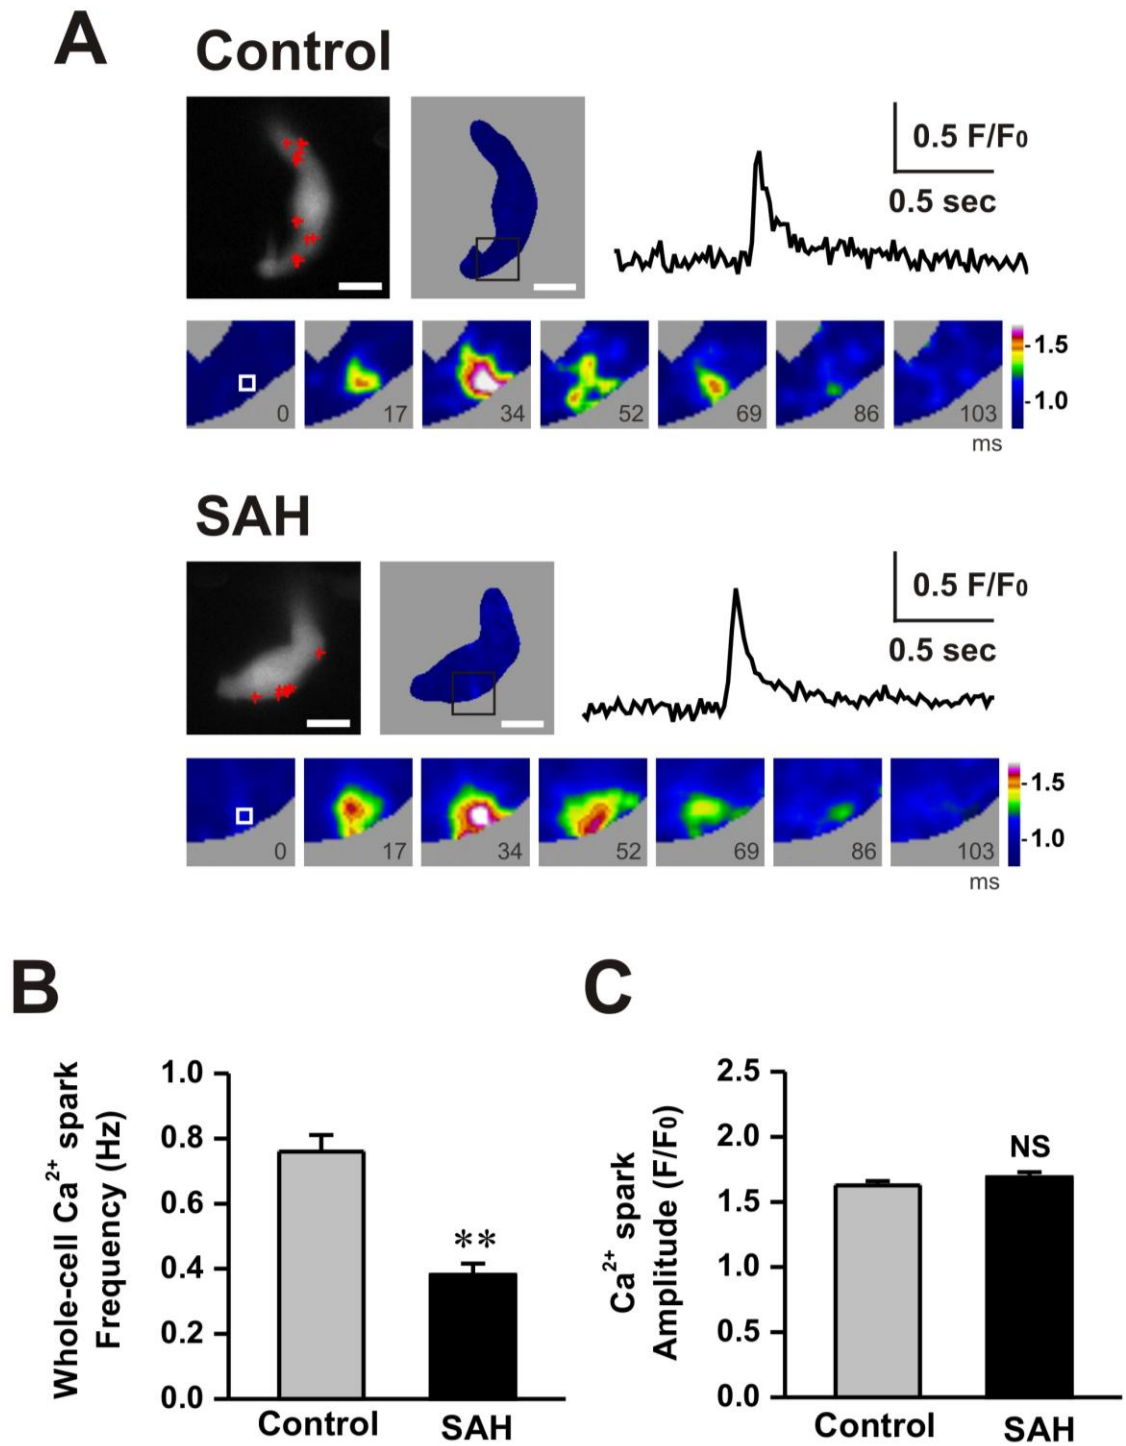 A
Control
0.5 F/F0
0.5 sec
0 17 34 52 69 86 103
-1.5
-1.0
ms
SAH
0.5 F/F0
0.5 sec
0 17 34 52 69 86 103
-1.5
-1.0
ms
B
Whole-cell Ca2+ spark
Frequency (Hz)
1.0
0.8
0.6
0.4
0.2
0.0
**
Control SAH
C
Ca2+ spark
Amplitude (F/F0)
2.5
2.0
1.5
1.0
0.5
0.0
NS
Control SAH